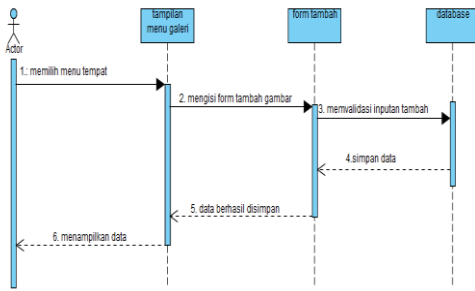 tampilan
menu galeri
form tambah
database
Actor
1.: memilih menu tempat
2. mengisi form tambah gambar
3. memvalidasi inputan tambah
4.simpan data
5. data berhasil disimpan
6. menampilkan data